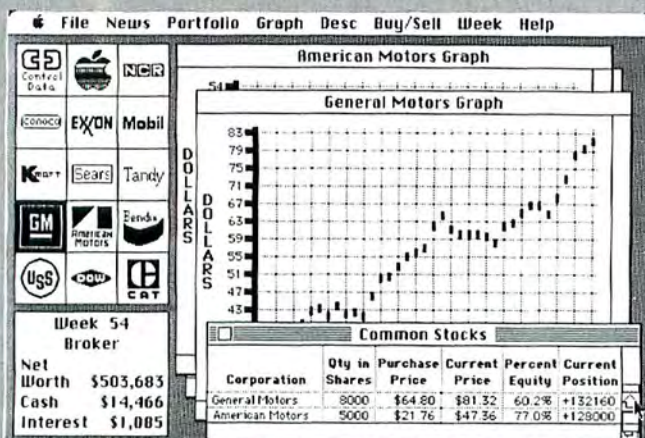 File News Portfolio Graph Desc Buy/Sell Week Help
Control Data
NCR
conoco
EXXON
Mobil
Kmart
Sears
Tandy
GM
American Motors
Bendix
USS
DOW
CAT
Week 54
Broker
Net
Worth $503,683
Cash $14,466
Interest $1,085
American Motors Graph
54
DOLLARS
General Motors Graph
83
79
75
71
67
63
59
55
51
47
43
DOLLARS
Common Stocks
Corporation Qty in Shares Purchase Price Current Price Percent Equity Current Position
General Motors 8000 $64.80 $81.32 60.2% +132160
American Motors 5000 $21.76 $47.36 77.0% +128000